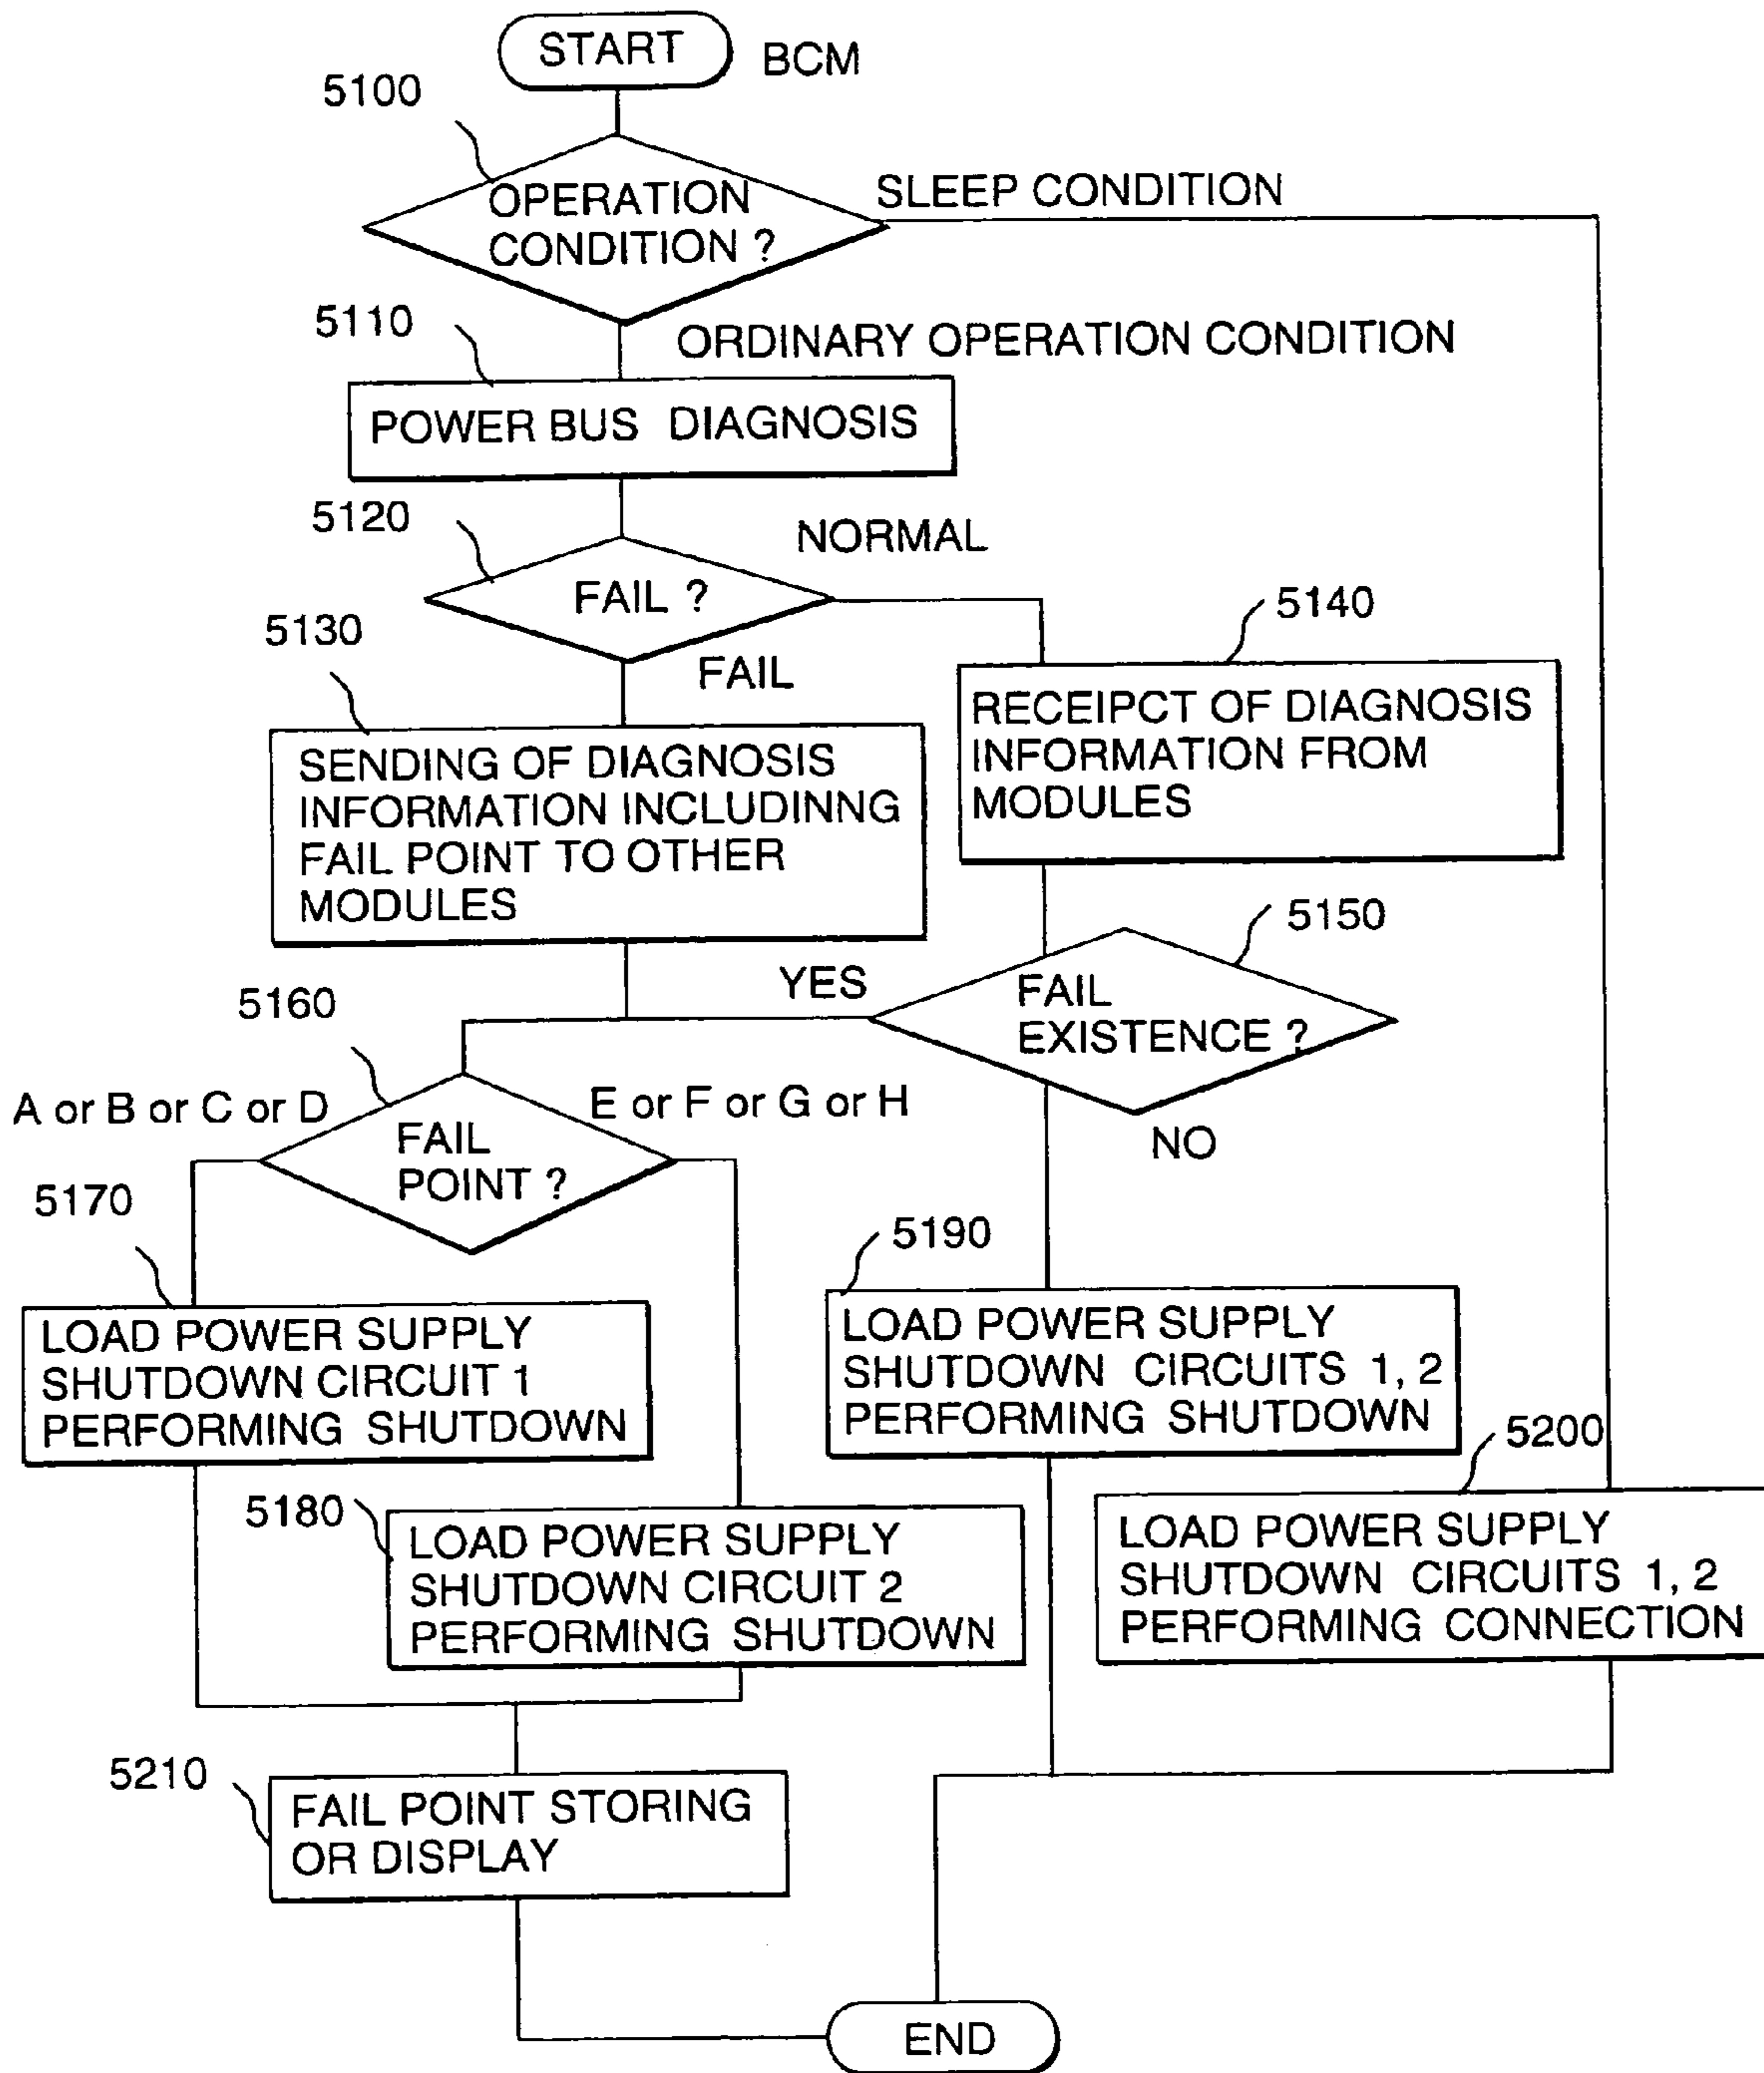 START
BCM
5100
OPERATION
CONDITION ?
SLEEP CONDITION
5110
ORDINARY OPERATION CONDITION
POWER BUS DIAGNOSIS
5120
NORMAL
FAIL ?
5130
FAIL
5140
SENDING OF DIAGNOSIS
INFORMATION INCLUDINNG
FAIL POINT TO OTHER
MODULES
RECEIPCT OF DIAGNOSIS
INFORMATION FROM
MODULES
5150
YES
FAIL
EXISTENCE ?
NO
5160
A or B or C or D
E or F or G or H
FAIL
POINT ?
5170
LOAD POWER SUPPLY
SHUTDOWN CIRCUIT 1
PERFORMING SHUTDOWN
5190
LOAD POWER SUPPLY
SHUTDOWN CIRCUITS 1, 2
PERFORMING SHUTDOWN
5180
LOAD POWER SUPPLY
SHUTDOWN CIRCUIT 2
PERFORMING SHUTDOWN
5200
LOAD POWER SUPPLY
SHUTDOWN CIRCUITS 1, 2
PERFORMING CONNECTION
5210
FAIL POINT STORING
OR DISPLAY
END